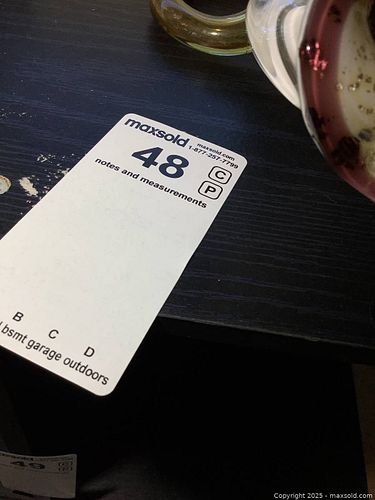 maxsold maxsold.com
1-877-257-7799
48 C
notes and measurements P
B C D
bsmt garage outdoors
49
Copyright 2025 - maxsold.com